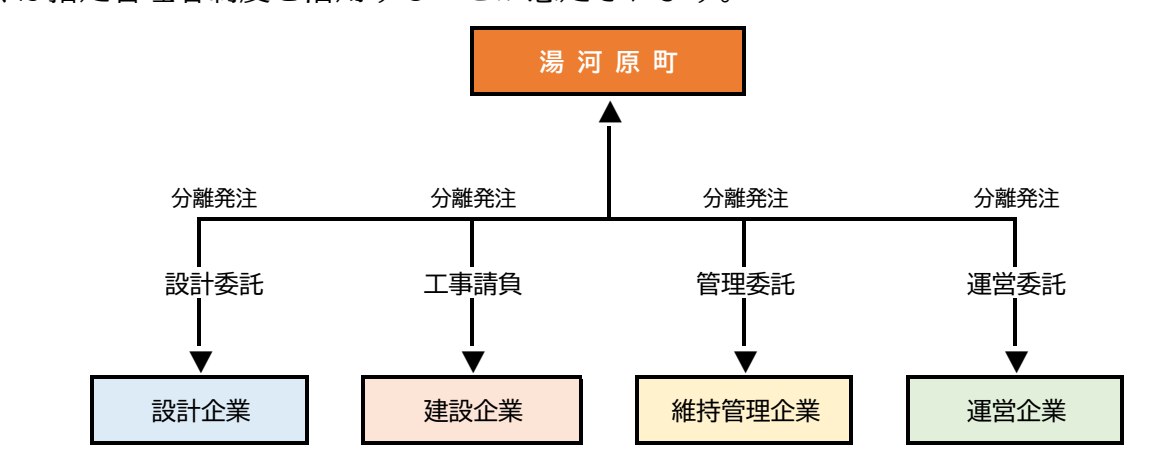 湯河原町
分離発注 分離発注 分離発注 分離発注
設計委託 工事請負 管理委託 運営委託
設計企業 建設企業 維持管理企業 運営企業